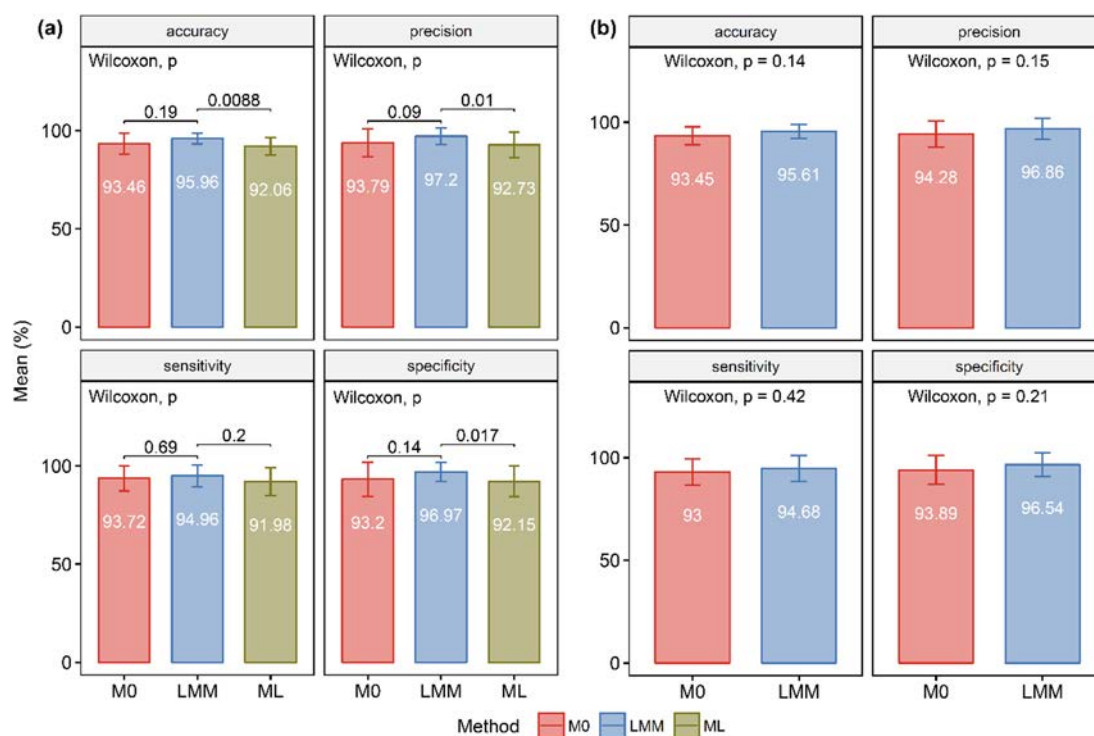 (a)
accuracy
precision
Wilcoxon, p
Wilcoxon, p
0.19
0.0088
0.09
0.01
100
50
0
93.46
95.96
92.06
93.79
97.2
92.73
sensitivity
specificity
Wilcoxon, p
Wilcoxon, p
0.69
0.2
0.14
0.017
100
50
0
93.72
94.96
91.98
93.2
96.97
92.15
M0
LMM
ML
M0
LMM
ML
Mean (%)
(b)
accuracy
precision
Wilcoxon, p = 0.14
Wilcoxon, p = 0.15
100
50
0
93.45
95.61
94.28
96.86
sensitivity
specificity
Wilcoxon, p = 0.42
Wilcoxon, p = 0.21
100
50
0
93
94.68
93.89
96.54
M0
LMM
M0
LMM
Method M0 LMM ML